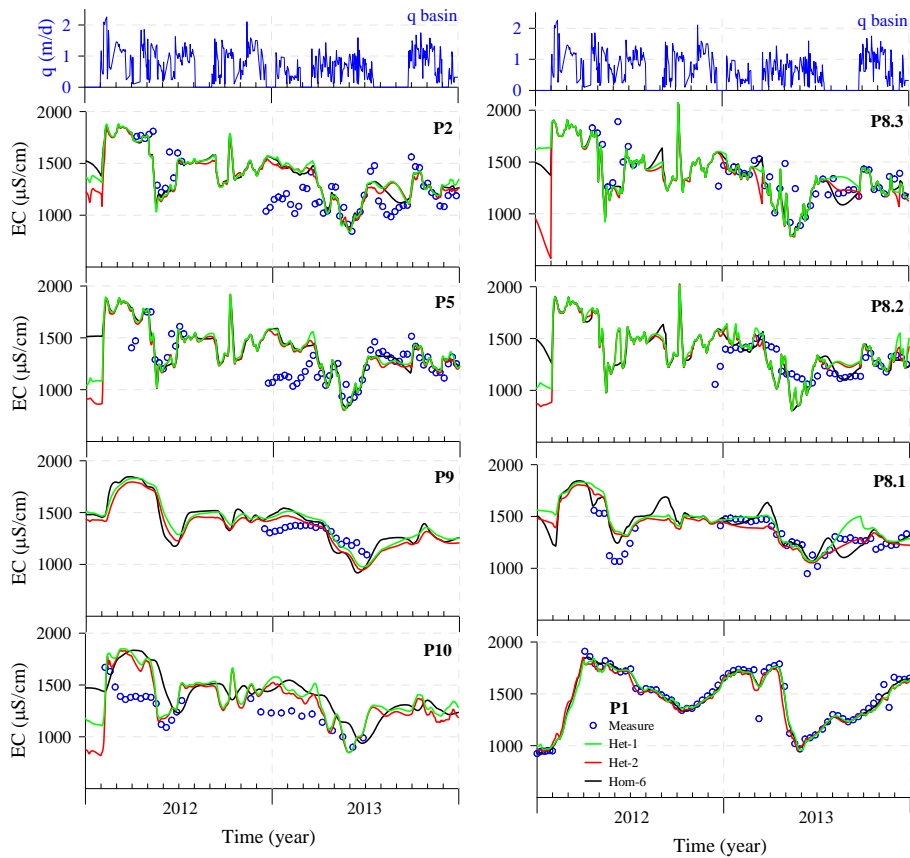 q basin
q (m/d)
2
1
0
q basin
2
1
0
EC (µS/cm)
2000
1500
1000
P2
2000
1500
1000
P8.3
EC (µS/cm)
2000
1500
1000
P5
2000
1500
1000
P8.2
EC (µS/cm)
2000
1500
1000
P9
2000
1500
1000
P8.1
EC (µS/cm)
2000
1500
1000
P10
2000
1500
1000
P1
Measure
Het-1
Het-2
Hom-6
2012 2013
Time (year)
2012 2013
Time (year)